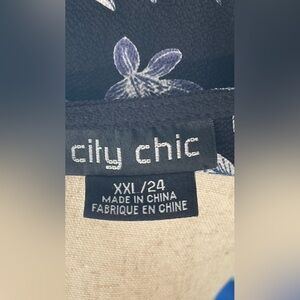 city chic
XXL/24
MADE IN CHINA
FABRIQUE EN CHINE